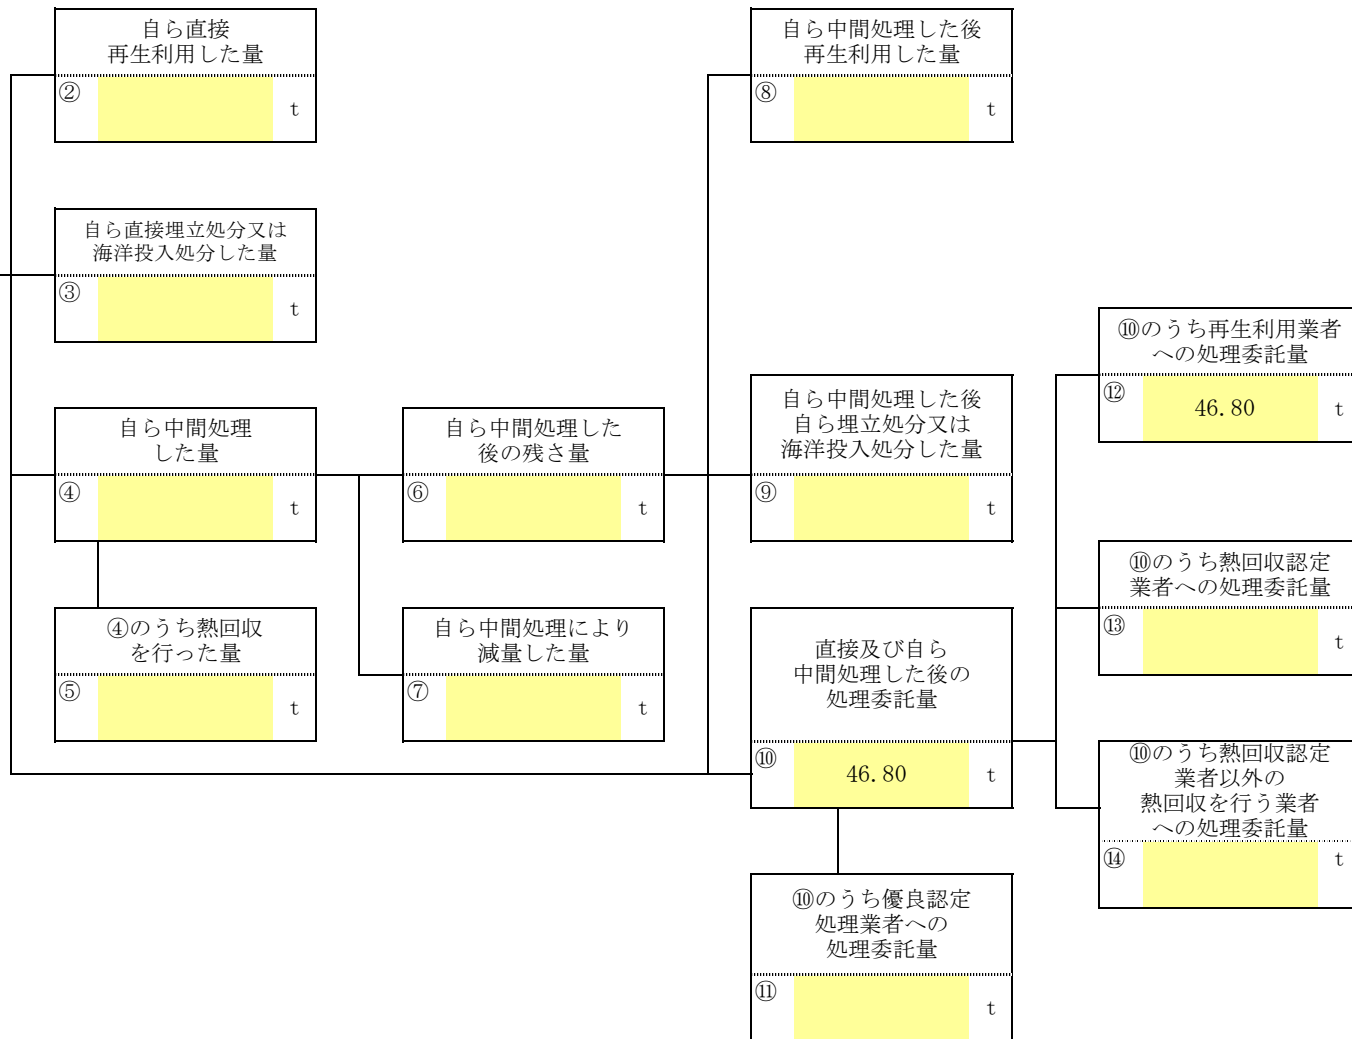 自ら直接
再生利用した量
②
t
自ら中間処理した後
再生利用した量
⑧
t
自ら直接埋立処分又は
海洋投入処分した量
③
t
⑩のうち再生利用業者
への処理委託量
⑫
46.80
t
自ら中間処理
した量
④
t
自ら中間処理した
後の残さ量
⑥
t
自ら中間処理した後
自ら埋立処分又は
海洋投入処分した量
⑨
t
⑩のうち熱回収認定
業者への処理委託量
⑬
t
④のうち熱回収
を行った量
⑤
t
自ら中間処理により
減量した量
⑦
t
直接及び自ら
中間処理した後の
処理委託量
⑩
46.80
t
⑩のうち熱回収認定
業者以外の
熱回収を行う業者
への処理委託量
⑭
t
⑩のうち優良認定
処理業者への
処理委託量
⑪
t